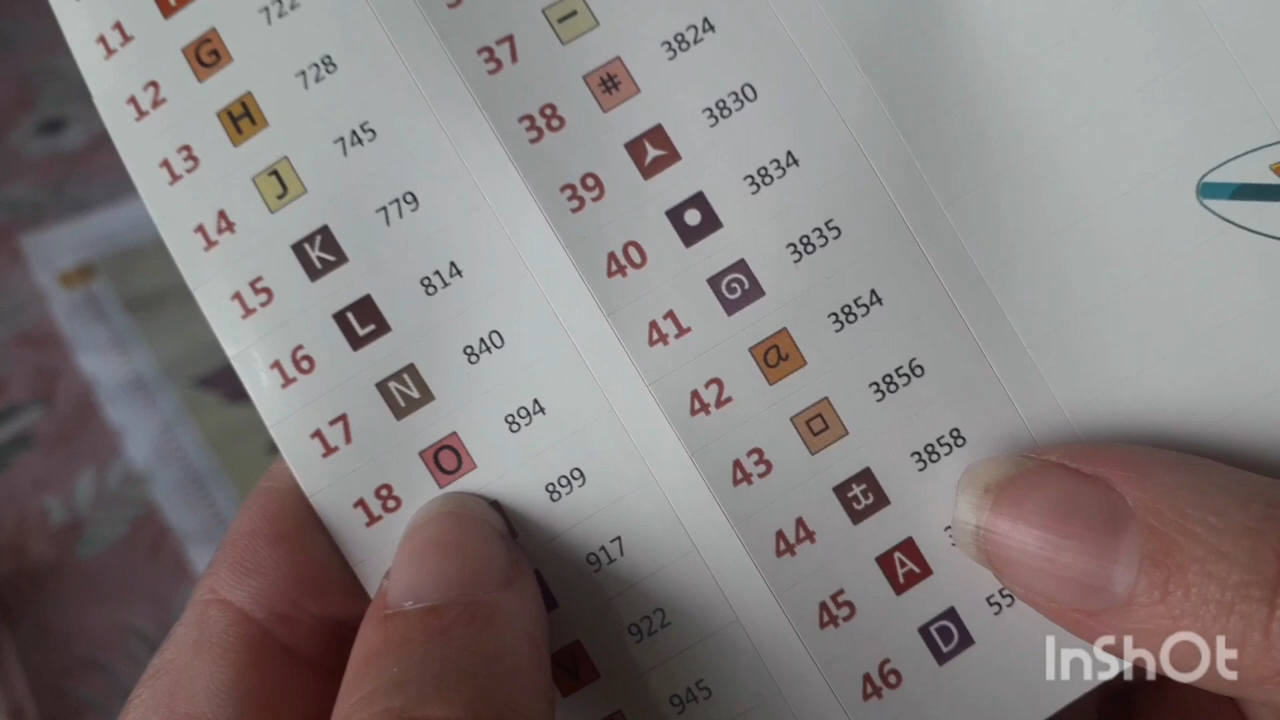 11
12 G 722
13 H 728
14 J 745
15 K 779
16 L 814
17 N 840
18 O 894
899
917
V 922
945
37 −
38 # 3824
39 3830
40 ● 3834
41 3835
42 a 3854
43 □ 3856
44 3858
45 A
46 D 55
InShOt